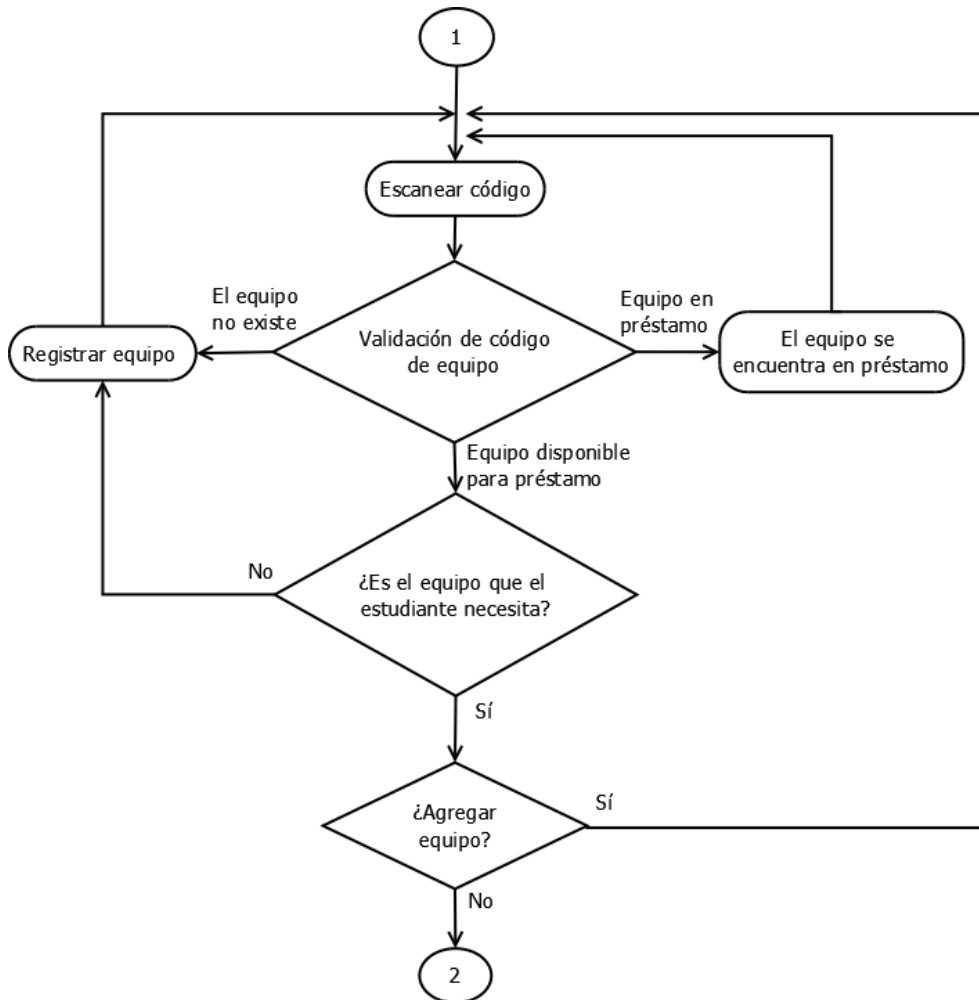 1
Escanear código
El equipo
no existe
Equipo en
préstamo
Registrar equipo
Validación de código
de equipo
El equipo se
encuentra en préstamo
Equipo disponible
para préstamo
No
¿Es el equipo que el
estudiante necesita?
Sí
¿Agregar
equipo?
Sí
No
2